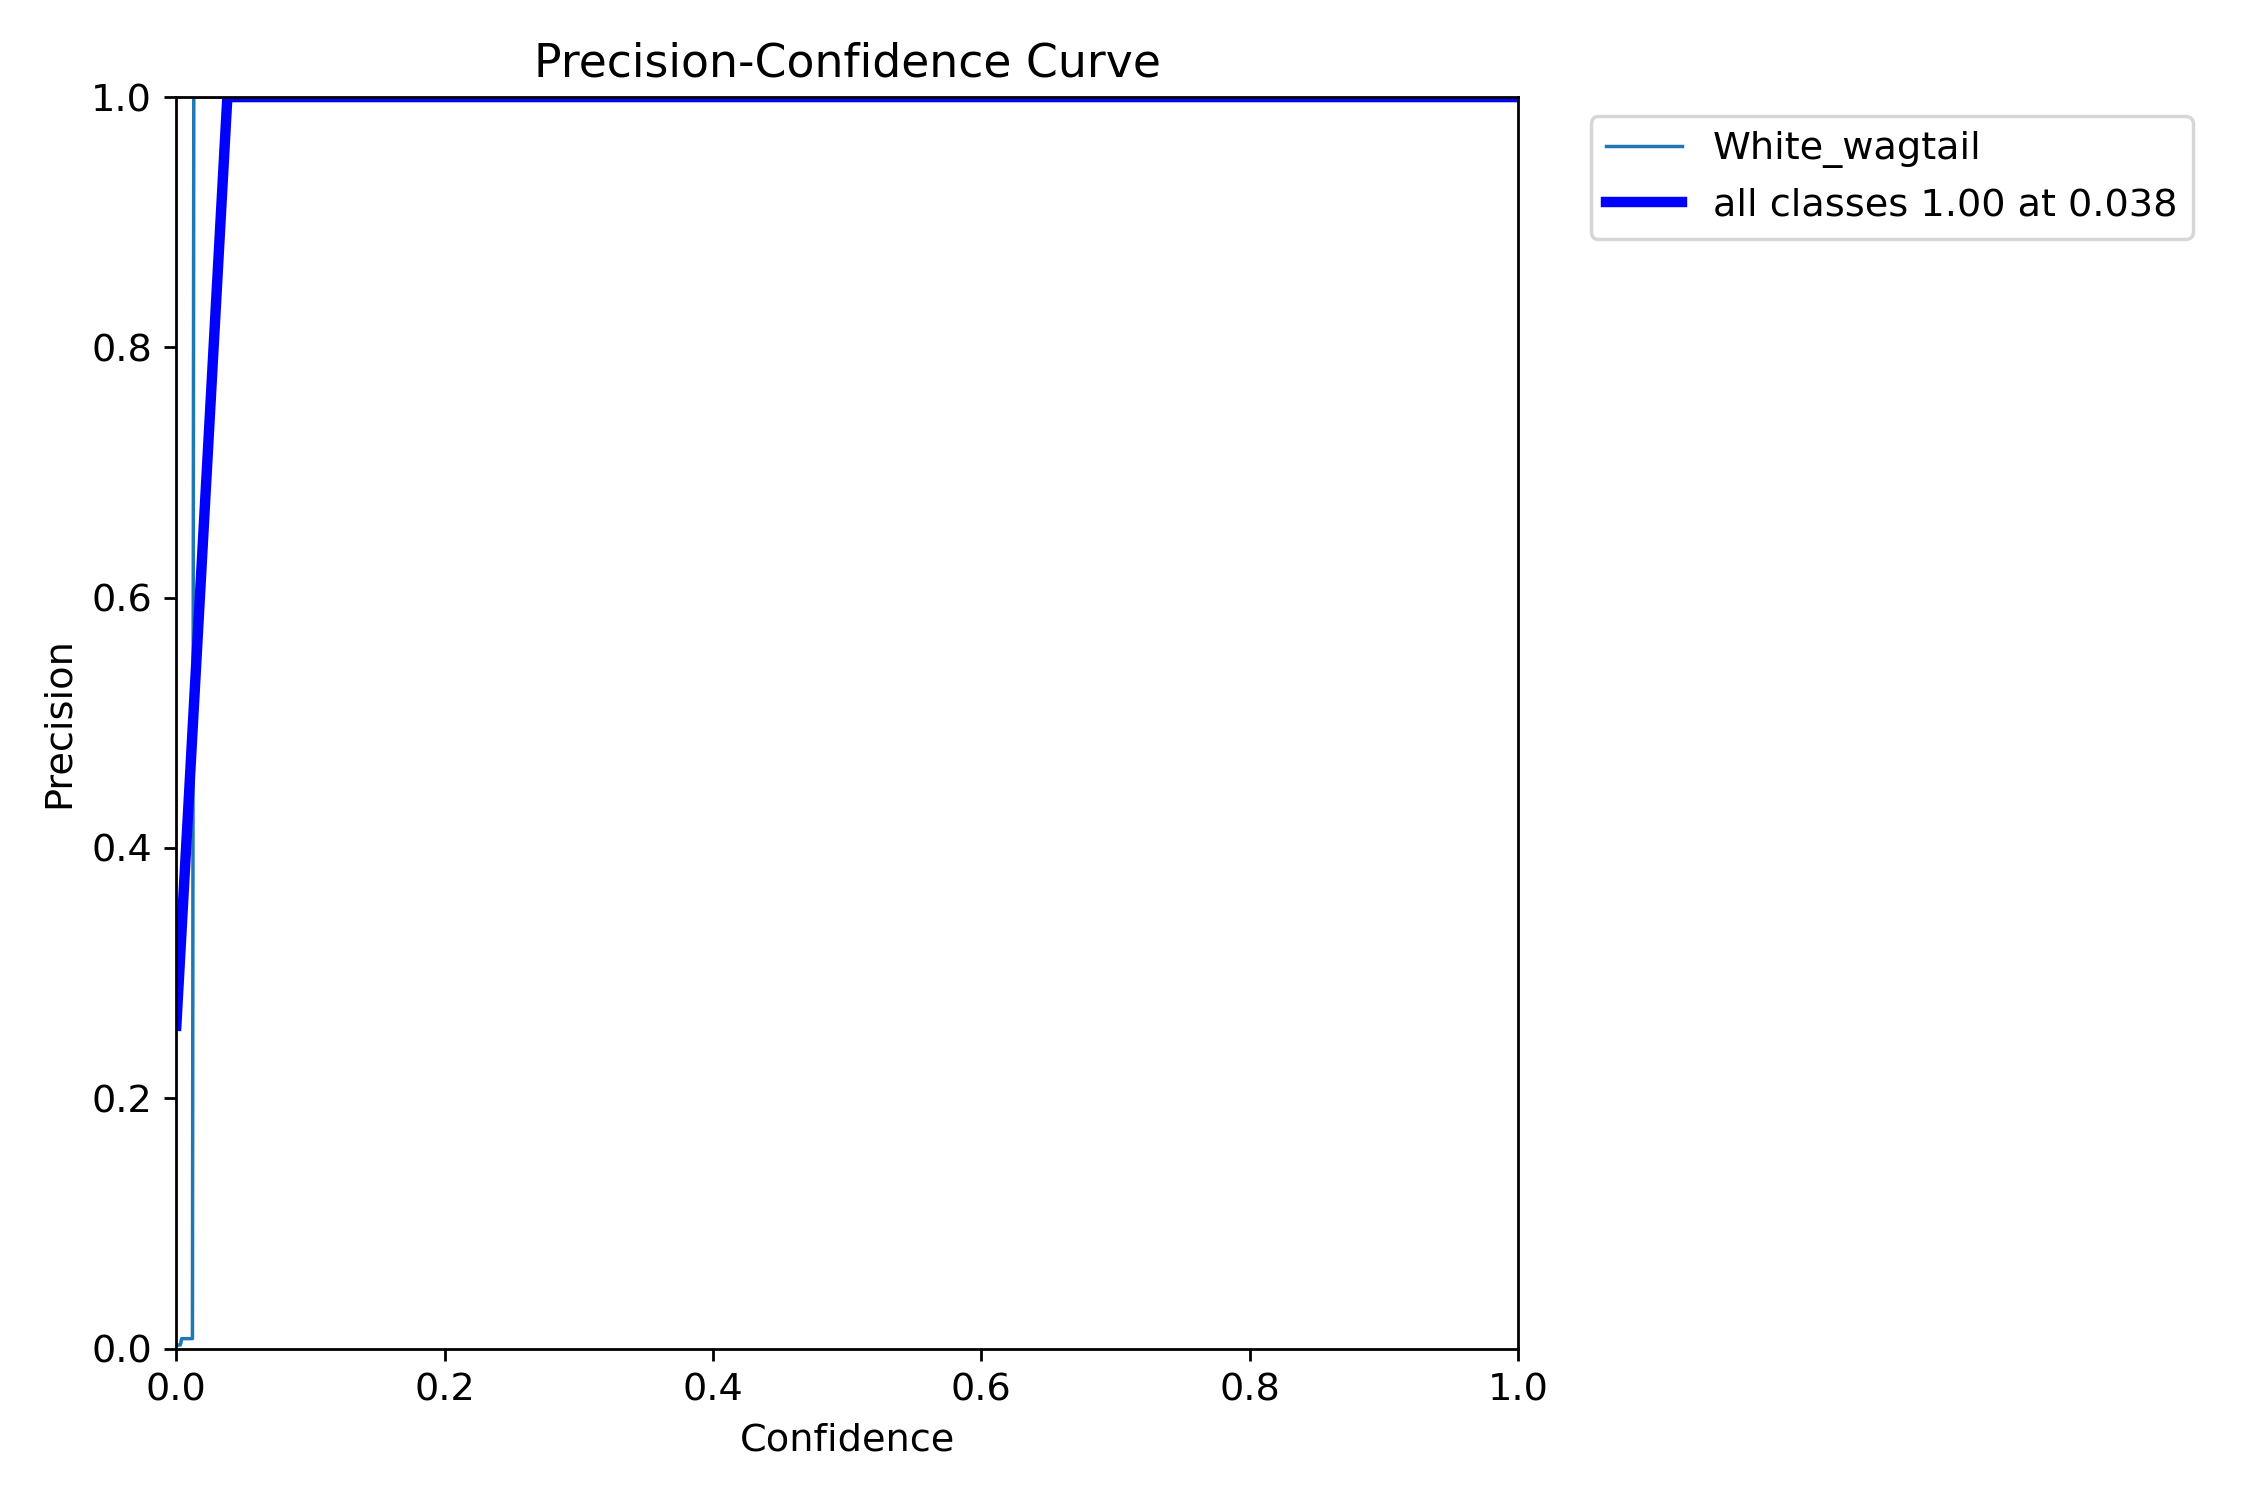 Precision-Confidence Curve
1.0
0.8
0.6
0.4
0.2
0.0
Precision
0.0 0.2 0.4 0.6 0.8 1.0
Confidence
White_wagtail
all classes 1.00 at 0.038